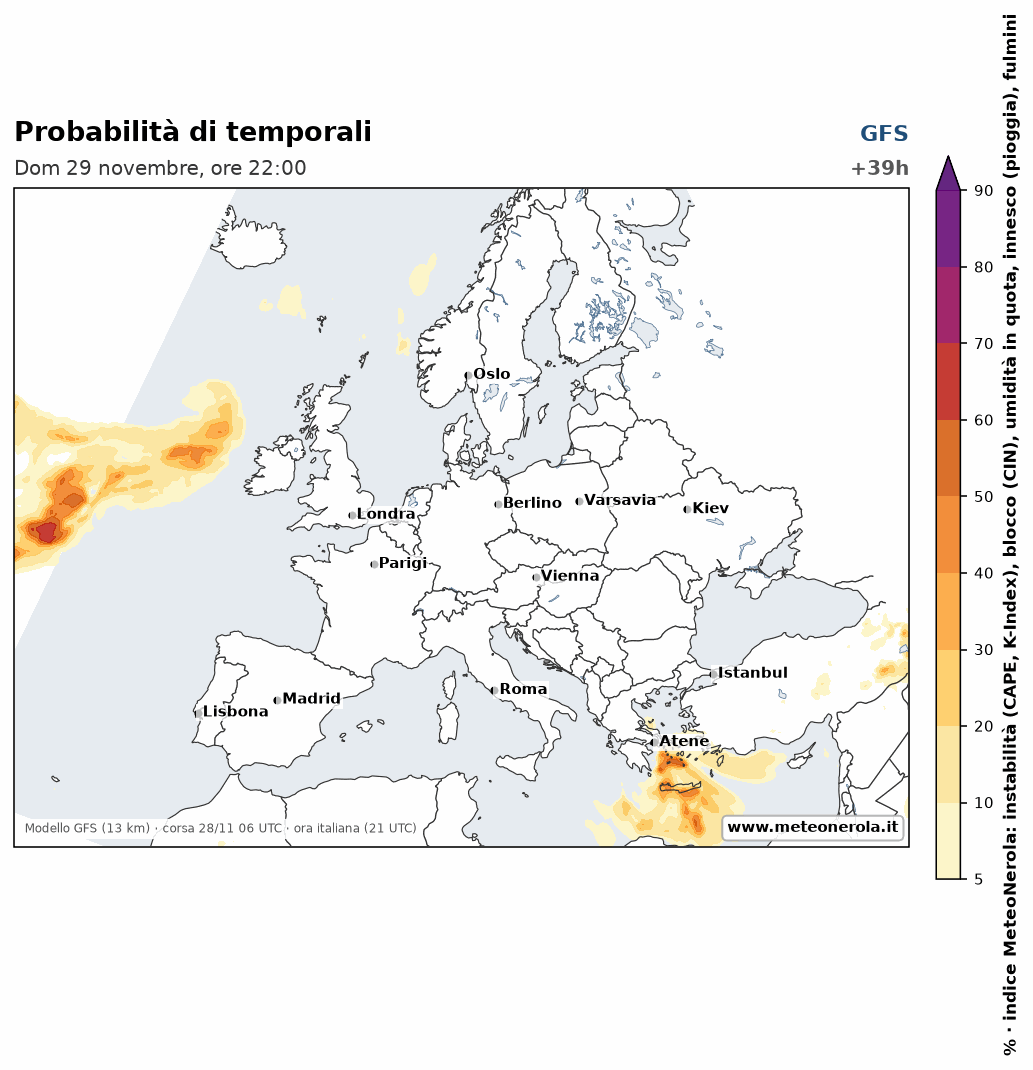 Probabilità di temporali
GFS
Dom 29 novembre, ore 22:00
+39h
Oslo
Berlino
Varsavia
Kiev
Londra
Parigi
Vienna
Istanbul
Roma
Madrid
Lisbona
Atene
Modello GFS (13 km) · corsa 28/11 06 UTC · ora italiana (21 UTC)
www.meteonerola.it
90
80
70
60
50
40
30
20
10
5
% · indice MeteoNerola: instabilità (CAPE, K-Index), blocco (CIN), umidità in quota, innesco (pioggia), fulmini